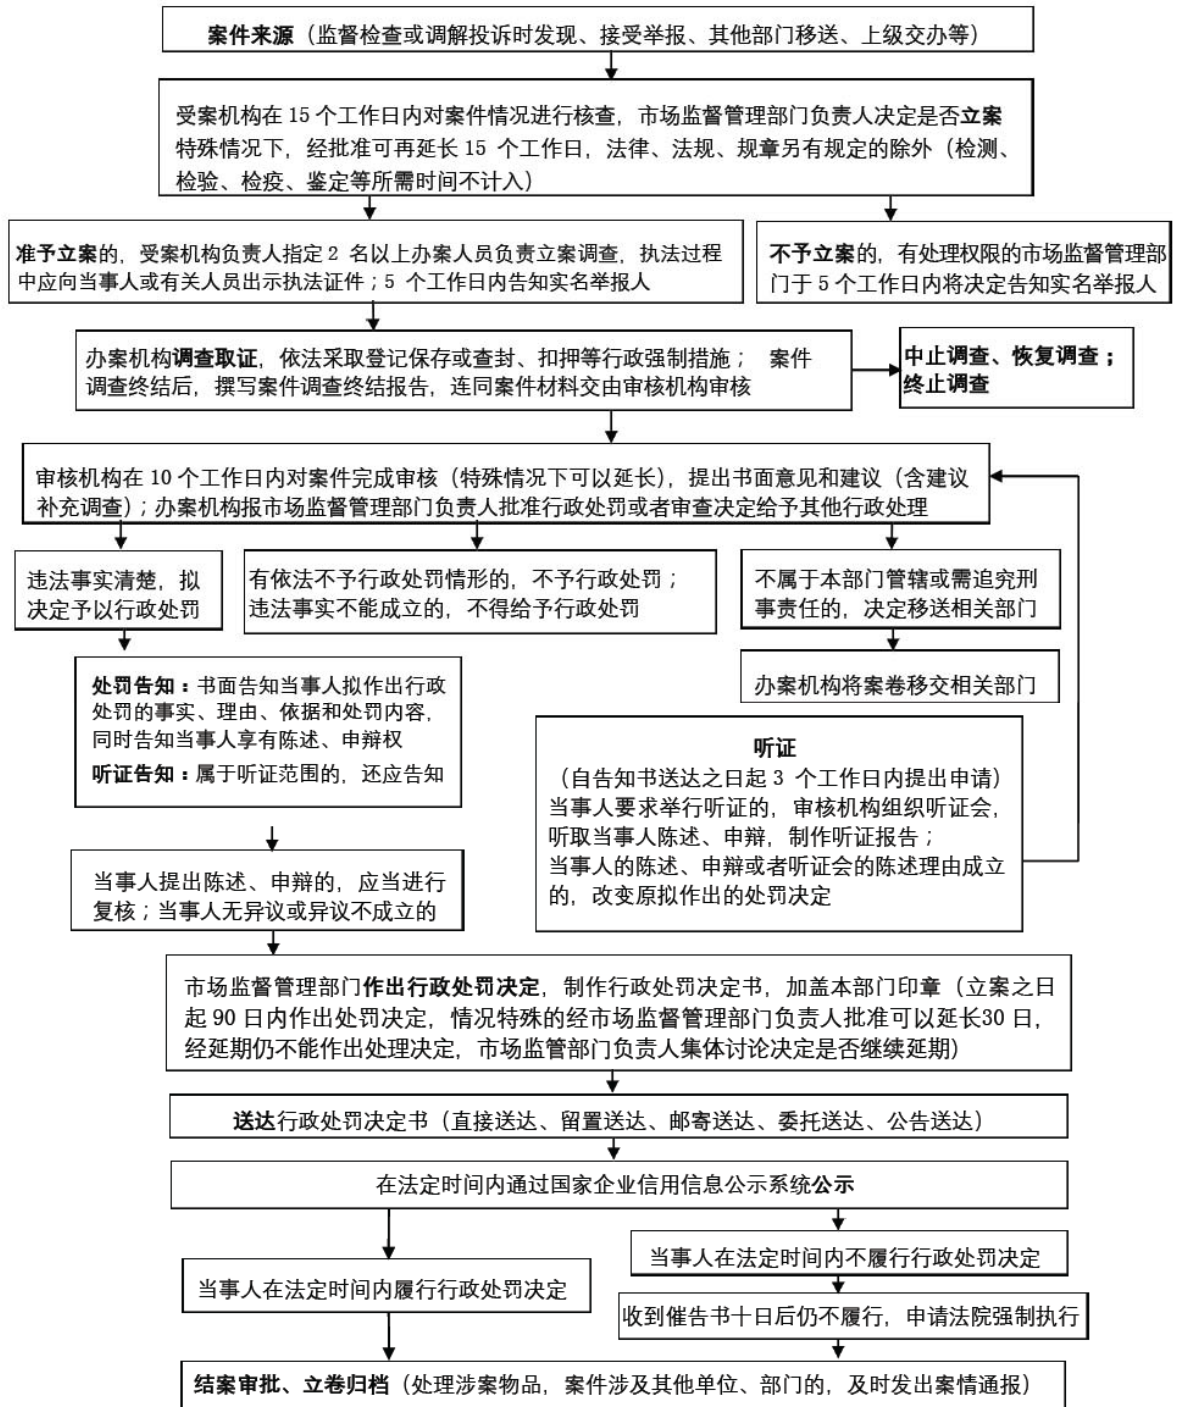 案件来源（监督检查或调解投诉时发现、接受举报、其他部门移送、上级交办等）
受案机构在 15 个工作日内对案件情况进行核查，市场监督管理部门负责人决定是否立案
特殊情况下，经批准可再延长 15 个工作日，法律、法规、规章另有规定的除外（检测、
检验、检疫、鉴定等所需时间不计入）
准予立案的，受案机构负责人指定 2 名以上办案人员负责立案调查，执法过程
中应向当事人或有关人员出示执法证件；5 个工作日内告知实名举报人
不予立案的，有处理权限的市场监督管理部
门于 5 个工作日内将决定告知实名举报人
办案机构调查取证，依法采取登记保存或查封、扣押等行政强制措施； 案件
调查终结后，撰写案件调查终结报告，连同案件材料交由审核机构审核
中止调查、恢复调查；
终止调查
审核机构在 10 个工作日内对案件完成审核（特殊情况下可以延长），提出书面意见和建议（含建议
补充调查）；办案机构报市场监督管理部门负责人批准行政处罚或者审查决定给予其他行政处理
违法事实清楚，拟
决定予以行政处罚
有依法不予行政处罚情形的，不予行政处罚；
违法事实不能成立的，不得给予行政处罚
不属于本部门管辖或需追究刑
事责任的，决定移送相关部门
办案机构将案卷移交相关部门
处罚告知：书面告知当事人拟作出行政
处罚的事实、理由、依据和处罚内容，
同时告知当事人享有陈述、申辩权
听证告知：属于听证范围的，还应告知
听证
（自告知书送达之日起 3 个工作日内提出申请）
当事人要求举行听证的，审核机构组织听证会，
听取当事人陈述、申辩，制作听证报告；
当事人的陈述、申辩或者听证会的陈述理由成立
的，改变原拟作出的处罚决定
当事人提出陈述、申辩的，应当进行
复核；当事人无异议或异议不成立的
市场监督管理部门作出行政处罚决定，制作行政处罚决定书，加盖本部门印章（立案之日
起 90 日内作出处罚决定，情况特殊的经市场监督管理部门负责人批准可以延长30 日，
经延期仍不能作出处理决定，市场监管部门负责人集体讨论决定是否继续延期）
送达行政处罚决定书（直接送达、留置送达、邮寄送达、委托送达、公告送达）
在法定时间内通过国家企业信用信息公示系统公示
当事人在法定时间内履行行政处罚决定
当事人在法定时间内不履行行政处罚决定
收到催告书十日后仍不履行，申请法院强制执行
结案审批、立卷归档（处理涉案物品，案件涉及其他单位、部门的，及时发出案情通报）